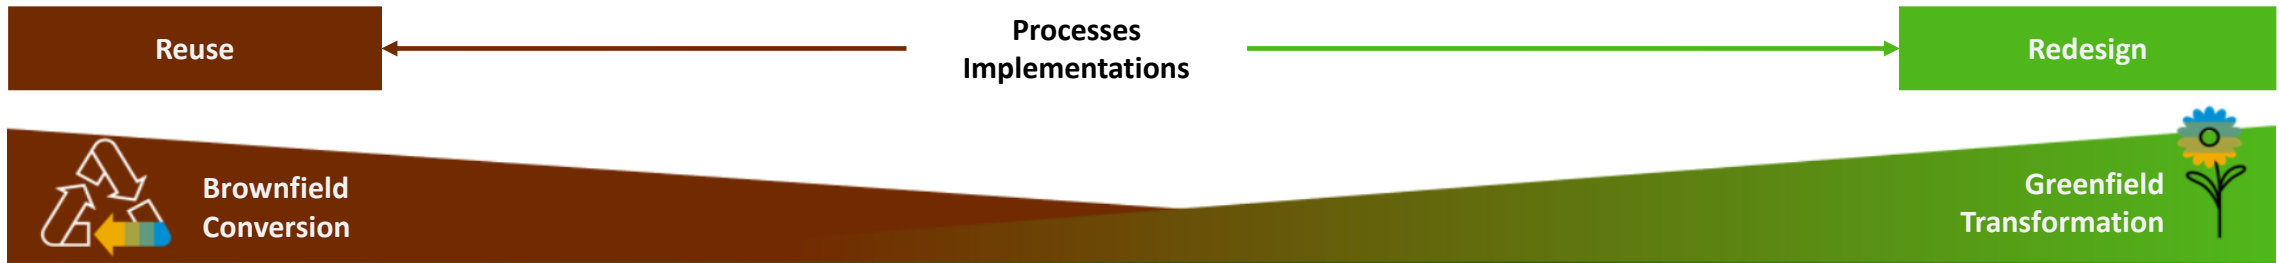 Reuse
Processes
Implementations
Redesign
Brownfield
Conversion
Greenfield
Transformation